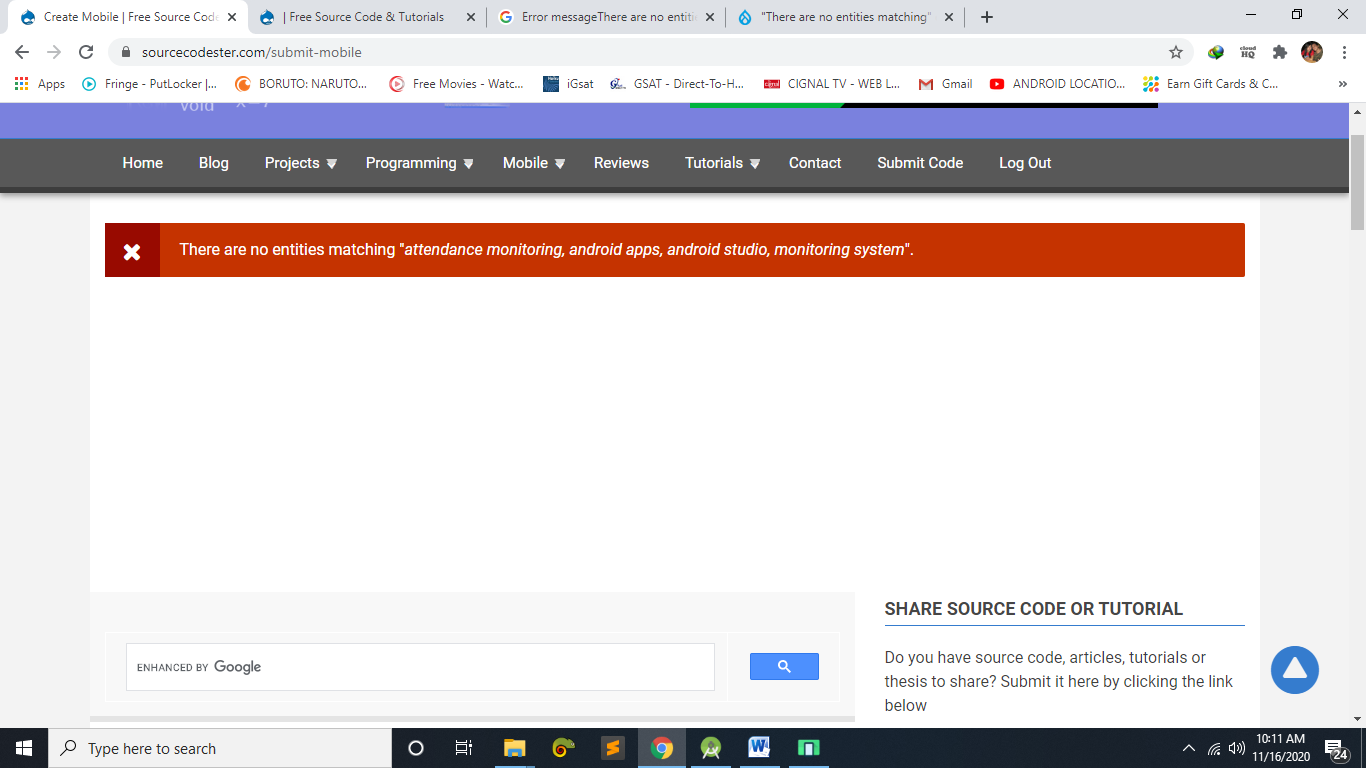 Create Mobile | Free Source Code
| Free Source Code & Tutorials
Error messageThere are no entiti
"There are no entities matching"
sourcecodester.com/submit-mobile
cloud
HQ
Apps
Fringe - PutLocker |...
BORUTO: NARUTO...
Free Movies - Watc...
iGsat
GSAT - Direct-To-H...
CIGNAL TV - WEB L...
Gmail
ANDROID LOCATIO...
Earn Gift Cards & C...
»
void
Home
Blog
Projects
Programming
Mobile
Reviews
Tutorials
Contact
Submit Code
Log Out
There are no entities matching "attendance monitoring, android apps, android studio, monitoring system".
ENHANCED BY Google
SHARE SOURCE CODE OR TUTORIAL
Do you have source code, articles, tutorials or
thesis to share? Submit it here by clicking the link
below
Type here to search
10:11 AM
11/16/2020
24